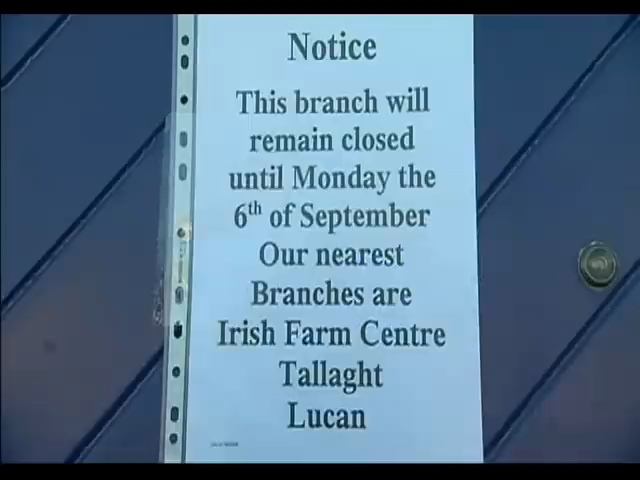 Notice
This branch will
remain closed
until Monday the
6th of September
Our nearest
Branches are
Irish Farm Centre
Tallaght
Lucan